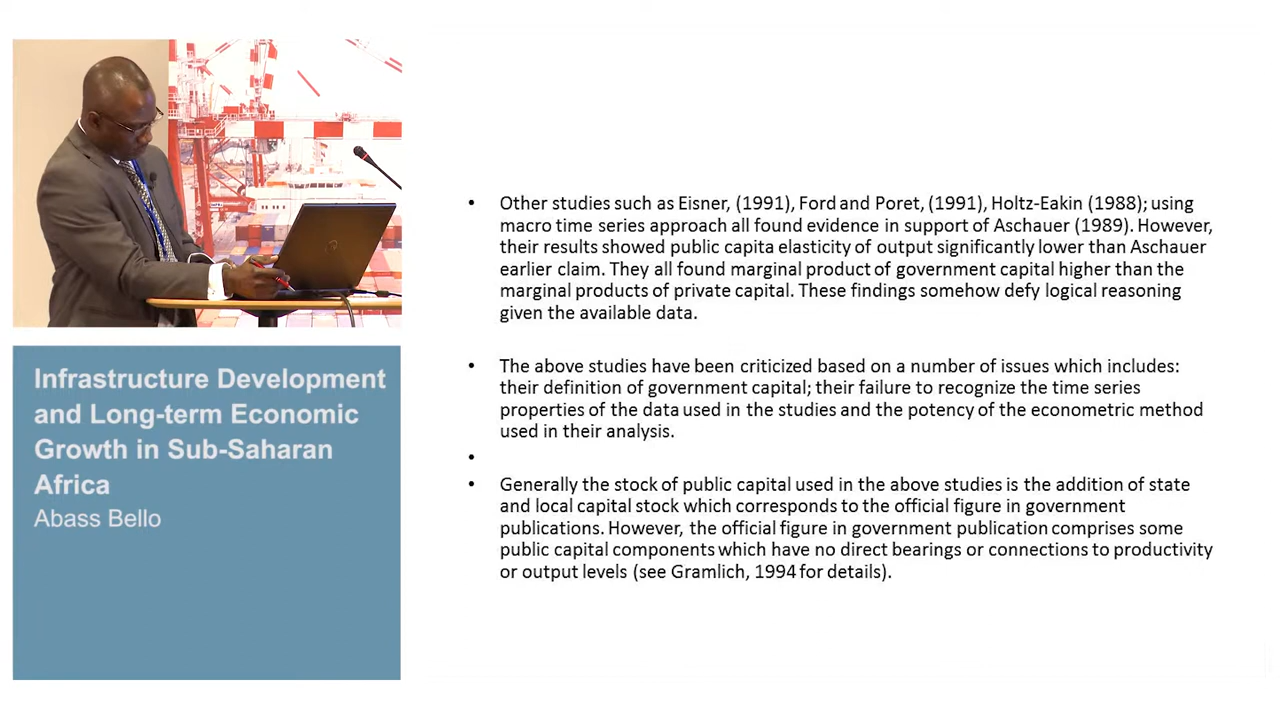 Infrastructure Development
and Long-term Economic
Growth in Sub-Saharan
Africa
Abass Bello
• Other studies such as Eisner, (1991), Ford and Poret, (1991), Holtz-Eakin (1988); using
macro time series approach all found evidence in support of Aschauer (1989). However,
their results showed public capita elasticity of output significantly lower than Aschauer
earlier claim. They all found marginal product of government capital higher than the
marginal products of private capital. These findings somehow defy logical reasoning
given the available data.
• The above studies have been criticized based on a number of issues which includes:
their definition of government capital; their failure to recognize the time series
properties of the data used in the studies and the potency of the econometric method
used in their analysis.
•
• Generally the stock of public capital used in the above studies is the addition of state
and local capital stock which corresponds to the official figure in government
publications. However, the official figure in government publication comprises some
public capital components which have no direct bearings or connections to productivity
or output levels (see Gramlich, 1994 for details).